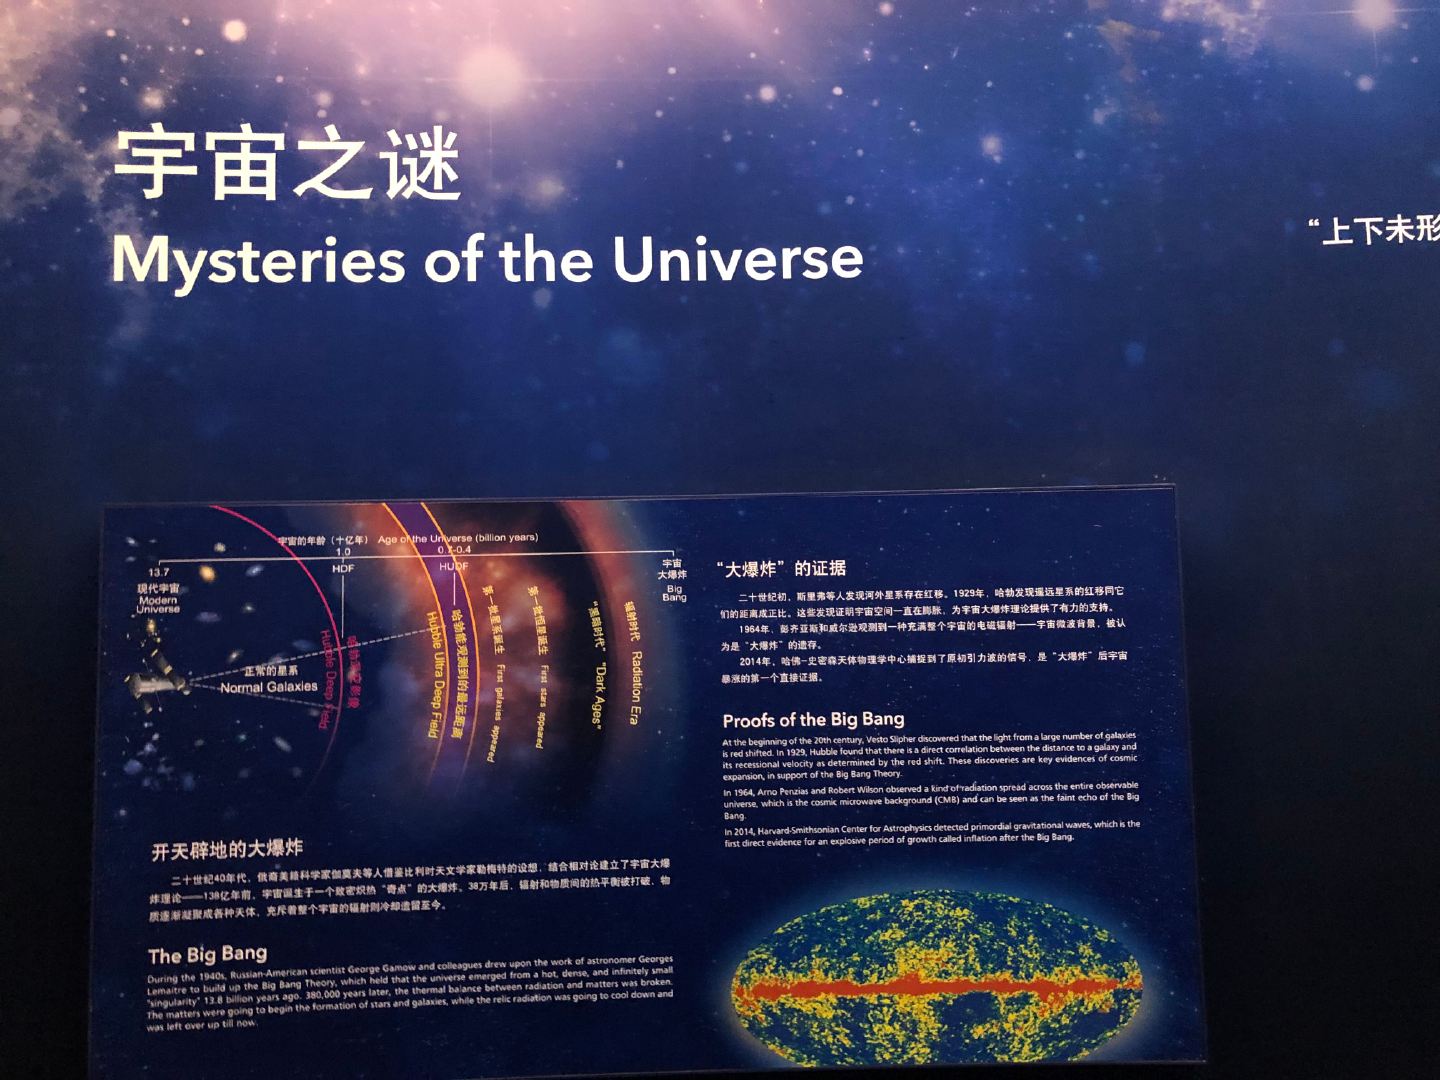 宇宙之谜
Mysteries of the Universe
“上下未形
宇宙的年龄（十亿年） Age of the Universe (billion years)
13.7
现代宇宙
Modern
Universe
1.0
HDF
0.7-0.4
HUDF
宇宙
大爆炸
Big
Bang
正常的星系
Normal Galaxies
Hubble Deep Field
Hubble Ultra Deep Field
哈勃能观测到的最远距离
第一批星系诞生 First galaxies appeared
第一批恒星诞生 First stars appeared
“黑暗时代” "Dark Ages"
辐射时代 Radiation Era
开天辟地的大爆炸
二十世纪40年代，俄裔美籍科学家伽莫夫等人借鉴比利时天文学家勒梅特的设想，结合相对论建立了宇宙大爆
炸理论——138亿年前，宇宙诞生于一个致密炽热“奇点”的大爆炸。38万年后，辐射和物质间的热平衡被打破，物
质逐渐凝聚成各种天体，充斥着整个宇宙的辐射则冷却遗留至今。
The Big Bang
During the 1940s, Russian-American scientist George Gamow and colleagues drew upon the work of astronomer Georges
Lemaitre to build up the Big Bang Theory, which held that the universe emerged from a hot, dense, and infinitely small
"singularity" 13.8 billion years ago. 380,000 years later, the thermal balance between radiation and matters was broken.
The matters were going to begin the formation of stars and galaxies, while the relic radiation was going to cool down and
was left over up till now.
“大爆炸”的证据
二十世纪初，斯里弗等人发现河外星系存在红移。1929年，哈勃发现遥远星系的红移同它
们的距离成正比。这些发现证明宇宙空间一直在膨胀，为宇宙大爆炸理论提供了有力的支持。
1964年，彭齐亚斯和威尔逊观测到一种充满整个宇宙的电磁辐射——宇宙微波背景，被认
为是“大爆炸”的遗存。
2014年，哈佛-史密森天体物理学中心捕捉到了原初引力波的信号，是“大爆炸”后宇宙
暴涨的第一个直接证据。
Proofs of the Big Bang
At the beginning of the 20th century, Vesto Slipher discovered that the light from a large number of galaxies
is red shifted. In 1929, Hubble found that there is a direct correlation between the distance to a galaxy and
its recessional velocity as determined by the red shift. These discoveries are key evidences of cosmic
expansion, in support of the Big Bang Theory.
In 1964, Arno Penzias and Robert Wilson observed a kind of radiation spread across the entire observable
universe, which is the cosmic microwave background (CMB) and can be seen as the faint echo of the Big
Bang.
In 2014, Harvard-Smithsonian Center for Astrophysics detected primordial gravitational waves, which is the
first direct evidence for an explosive period of growth called inflation after the Big Bang.